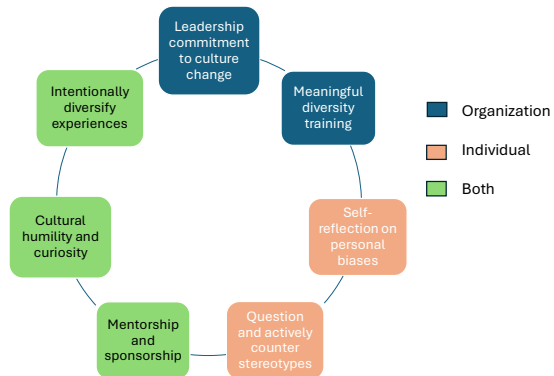 Leadership
commitment
to culture
change
Meaningful
diversity
training
Self-
reflection on
personal
biases
Question
and actively
counter
stereotypes
Mentorship
and
sponsorship
Cultural
humility and
curiosity
Intentionally
diversify
experiences
Organization
Individual
Both